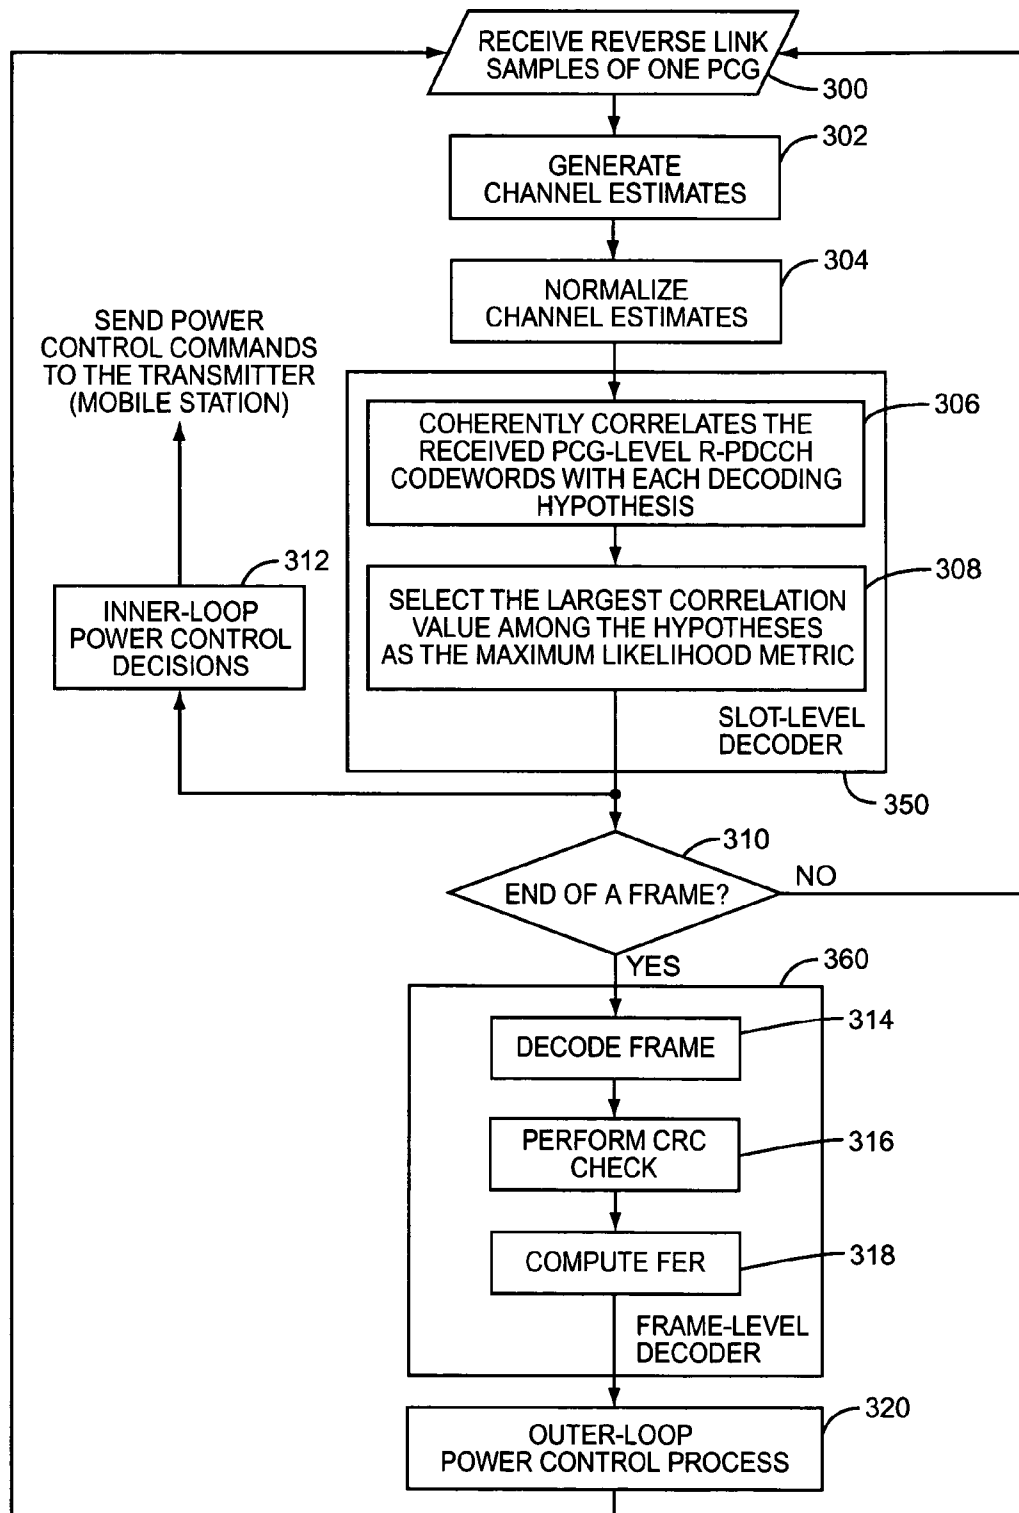 RECEIVE REVERSE LINK
SAMPLES OF ONE PCG
300
302
GENERATE
CHANNEL ESTIMATES
304
NORMALIZE
CHANNEL ESTIMATES
SEND POWER
CONTROL COMMANDS
TO THE TRANSMITTER
(MOBILE STATION)
306
COHERENTLY CORRELATES THE
RECEIVED PCG-LEVEL R-PDCCH
CODEWORDS WITH EACH DECODING
HYPOTHESIS
312
INNER-LOOP
POWER CONTROL
DECISIONS
308
SELECT THE LARGEST CORRELATION
VALUE AMONG THE HYPOTHESES
AS THE MAXIMUM LIKELIHOOD METRIC
SLOT-LEVEL
DECODER
350
310
END OF A FRAME?
NO
YES
360
314
DECODE FRAME
PERFORM CRC
CHECK
316
COMPUTE FER
318
FRAME-LEVEL
DECODER
320
OUTER-LOOP
POWER CONTROL PROCESS